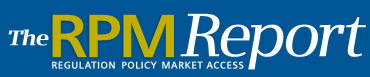 The RPM Report
REGULATION POLICY MARKET ACCESS